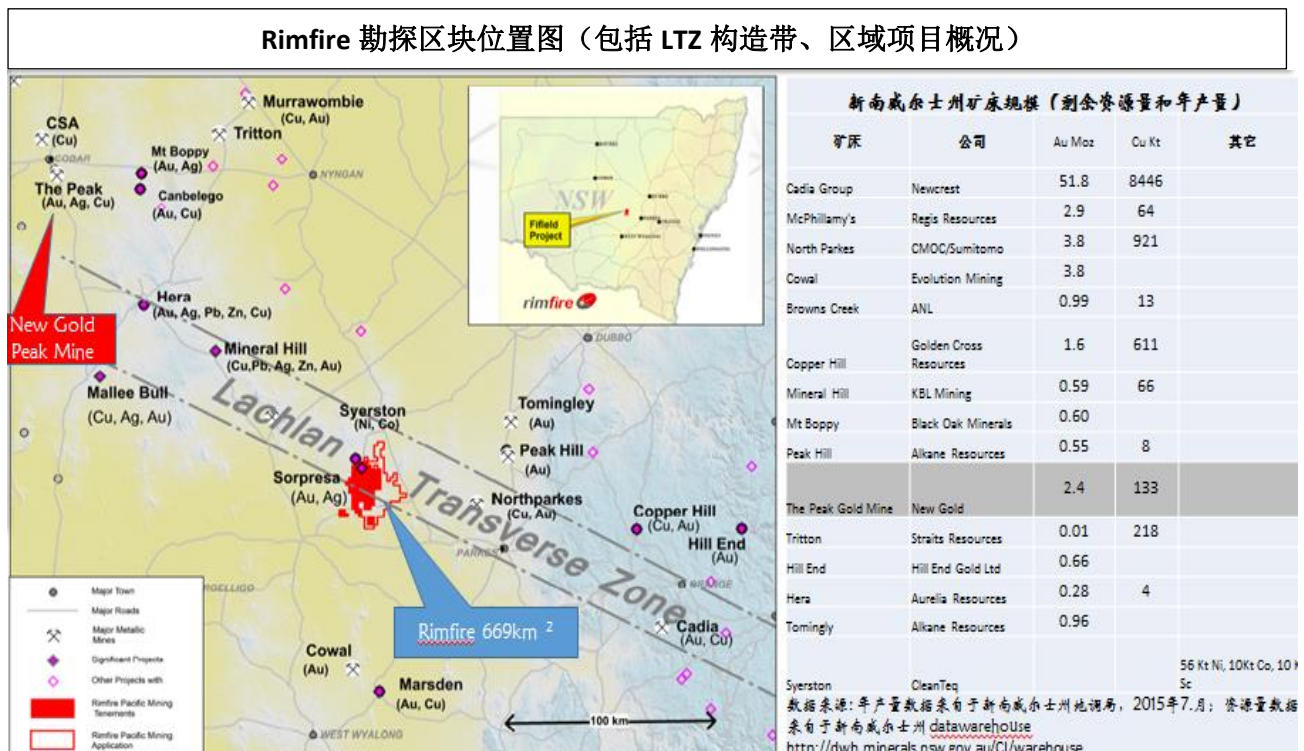 Rimfire 勘探区块位置图（包括 LTZ 构造带、区域项目概况）
Murrawombie
(Cu, Au)
CSA
(Cu)
COBAR
Tritton
Mt Boppy
(Au, Ag)
NYNGAN
The Peak
(Au, Ag, Cu)
Canbelego
(Au, Cu)
NSW
Fifield
Project
rimfire
Hera
(Au, Ag, Pb, Zn, Cu)
New Gold
Peak Mine
Mineral Hill
(Cu,Pb, Ag, Zn, Au)
DUBBO
Mallee Bull
(Cu, Ag, Au)
Lachlan Transverse Zone
Syerston
(Ni, Co)
Tomingley
(Au)
Peak Hill
(Au)
Sorpresa
(Au, Ag)
Northparkes
(Cu, Au)
Copper Hill
(Cu, Au)
Hill End
(Au)
PARKES
ORANGE
Rimfire 669km 2
Cadia
(Au, Cu)
Cowal
(Au)
Marsden
(Au, Cu)
100 km
WEST WYALONG
Major Town
Major Roads
Major Metallic
Mines
Significant Projects
Other Projects with
Rimfire Pacific Mining
Tenements
Rimfire Pacific Mining
Application
新南威尔士州矿床规模（剩余资源量和年产量）
矿床 公司 Au Moz Cu Kt 其它
Cadia Group Newcrest 51.8 8446
McPhillamy's Regis Resources 2.9 64
North Parkes CMOC/Sumitomo 3.8 921
Cowal Evolution Mining 3.8
Browns Creek ANL 0.99 13
Copper Hill Golden Cross Resources 1.6 611
Mineral Hill KBL Mining 0.59 66
Mt Boppy Black Oak Minerals 0.60
Peak Hill Alkane Resources 0.55 8
The Peak Gold Mine New Gold 2.4 133
Tritton Straits Resources 0.01 218
Hill End Hill End Gold Ltd 0.66
Hera Aurelia Resources 0.28 4
Tomingly Alkane Resources 0.96
Syerston CleanTeq 56 Kt Ni, 10Kt Co, 10 K Sc
数据来源:年产量数据来自于新南威尔士州地调局，2015年7.月；资源量数据
来自于新南威尔士州 datawarehouse
http://dwh.minerals.nsw.gov.au/CI/warehouse